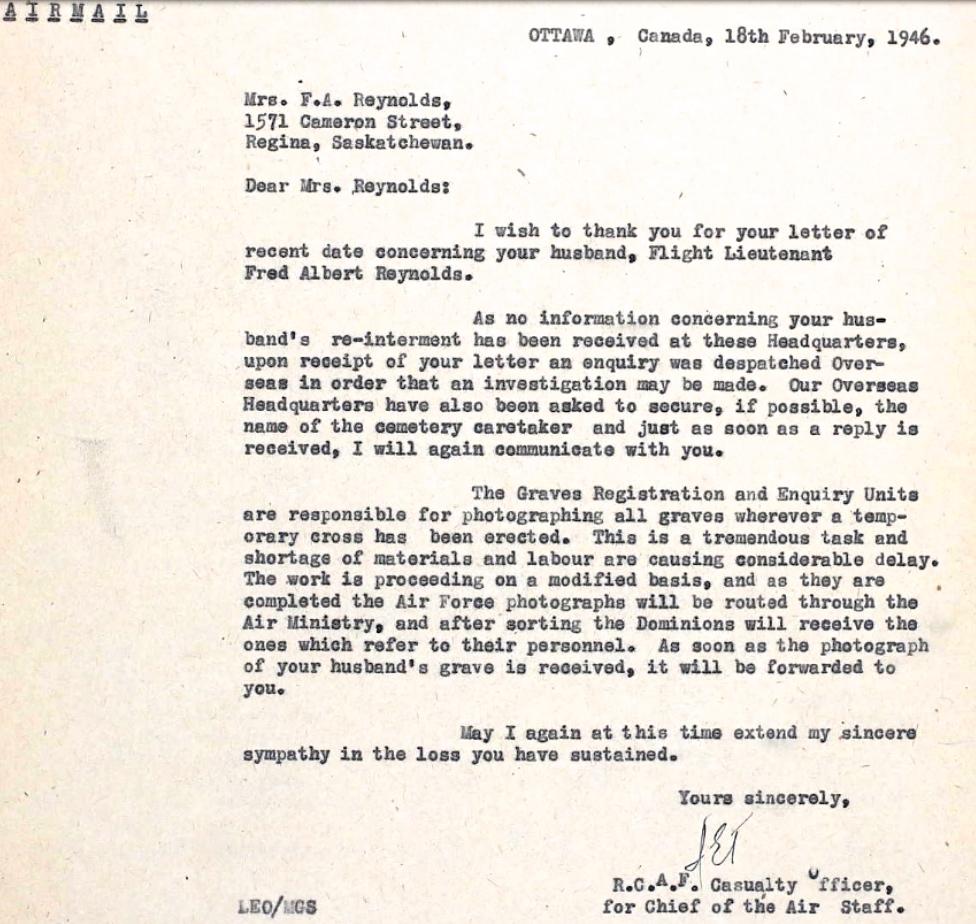 AIRMAIL
OTTAWA , Canada, 18th February, 1946.
Mrs. F.A. Reynolds,
1571 Cameron Street,
Regina, Saskatchewan.
Dear Mrs. Reynolds:
I wish to thank you for your letter of
recent date concerning your husband, Flight Lieutenant
Fred Albert Reynolds.
As no information concerning your hus-
band's re-interment has been received at these Headquarters,
upon receipt of your letter an enquiry was despatched Over-
seas in order that an investigation may be made. Our Overseas
Headquarters have also been asked to secure, if possible, the
name of the cemetery caretaker and just as soon as a reply is
received, I will again communicate with you.
The Graves Registration and Enquiry Units
are responsible for photographing all graves wherever a temp-
orary cross has been erected. This is a tremendous task and
shortage of materials and labour are causing considerable delay.
The work is proceeding on a modified basis, and as they are
completed the Air Force photographs will be routed through the
Air Ministry, and after sorting the Dominions will receive the
ones which refer to their personnel. As soon as the photograph
of your husband's grave is received, it will be forwarded to
you.
May I again at this time extend my sincere
sympathy in the loss you have sustained.
Yours sincerely,
R.C.A.F. Casualty Officer,
LEO/MGS for Chief of the Air Staff.